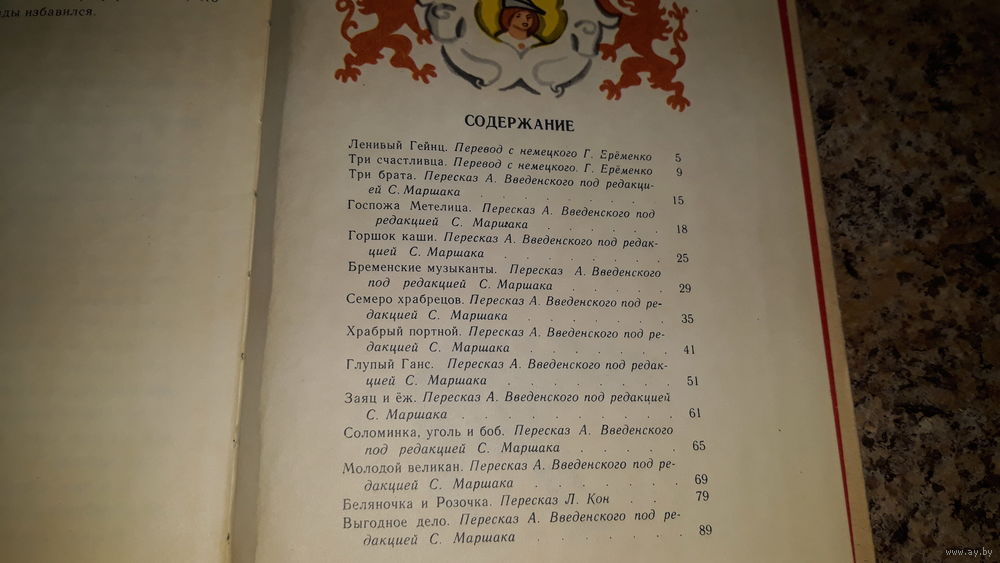 ды избавился.
СОДЕРЖАНИЕ
Ленивый Гейнц. Перевод с немецкого Г. Ерёменко 5
Три счастливца. Перевод с немецкого. Г. Ерёменко 9
Три брата. Пересказ А. Введенского под редакци-
ей С. Маршака . . . . . . . . . 15
Госпожа Метелица. Пересказ А. Введенского под
редакцией С. Маршака . . . . . . 18
Горшок каши. Пересказ А. Введенского под редак-
цией С. Маршака . . . . . . . . 25
Бременские музыканты. Пересказ А. Введенского
под редакцией С. Маршака . . . . . 29
Семеро храбрецов. Пересказ А. Введенского под ре-
дакцией С. Маршака . . . . . . . 35
Храбрый портной. Пересказ А. Введенского под ре-
дакцией С. Маршака . . . . . . . 41
Глупый Ганс. Пересказ А. Введенского под редак-
цией С. Маршака . . . . . . . . 51
Заяц и ёж. Пересказ А. Введенского под редакцией
С. Маршака . . . . . . . . . . 61
Соломинка, уголь и боб. Пересказ А. Введенского
под редакцией С. Маршака . . . . . 65
Молодой великан. Пересказ А. Введенского под ре-
дакцией С. Маршака . . . . . . . 69
Беляночка и Розочка. Пересказ Л. Кон . . . 79
Выгодное дело. Пересказ А. Введенского под ре-
дакцией С. Маршака . . . . . . . 89
www.ay.by